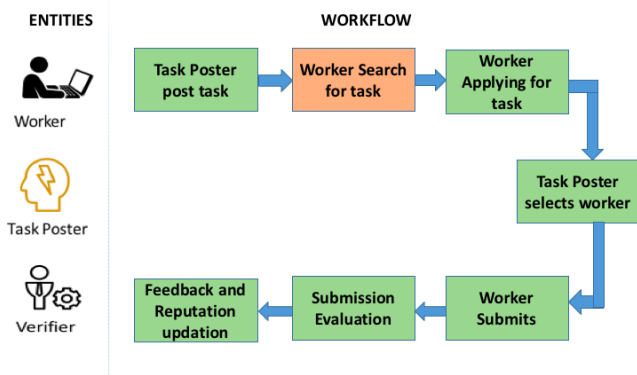 ENTITIES
WORKFLOW
Worker
Task Poster
Verifier
Task Poster
post task
Worker Search
for task
Worker
Applying for
task
Task Poster
selects worker
Worker
Submits
Submission
Evaluation
Feedback and
Reputation
updation